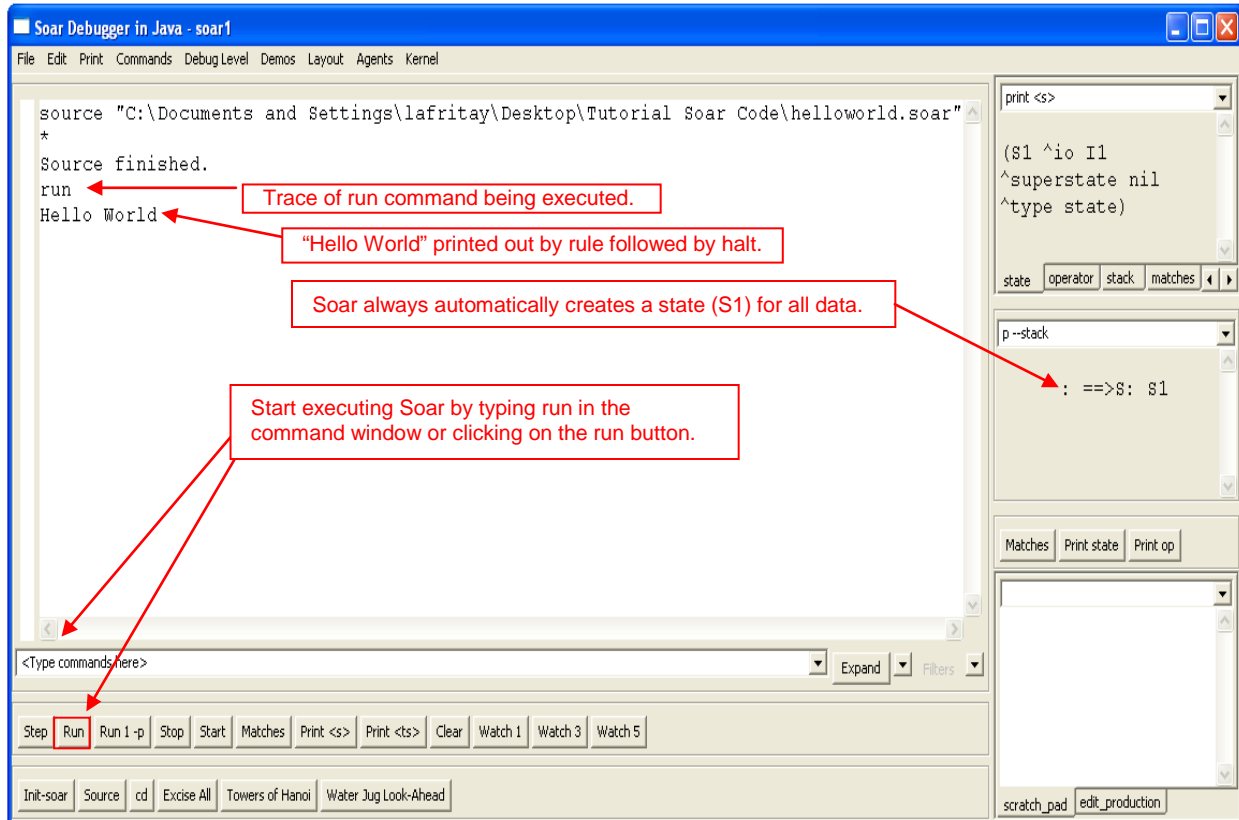 Soar Debugger in Java - soar1
File Edit Print Commands Debug Level Demos Layout Agents Kernel
source "C:\Documents and Settings\lafritay\Desktop\Tutorial Soar Code\helloworld.soar"
*
Source finished.
run
Trace of run command being executed.
Hello World
“Hello World” printed out by rule followed by halt.
Soar always automatically creates a state (S1) for all data.
Start executing Soar by typing run in the
command window or clicking on the run button.
<Type commands here>
Expand
Filters
Step Run Run 1 -p Stop Start Matches Print <s> Print <ts> Clear Watch 1 Watch 3 Watch 5
Init-soar Source cd Excise All Towers of Hanoi Water Jug Look-Ahead
print <s>
(S1 ^io I1
^superstate nil
^type state)
state operator stack matches
p --stack
: ==>S: S1
Matches Print state Print op
scratch_pad edit_production